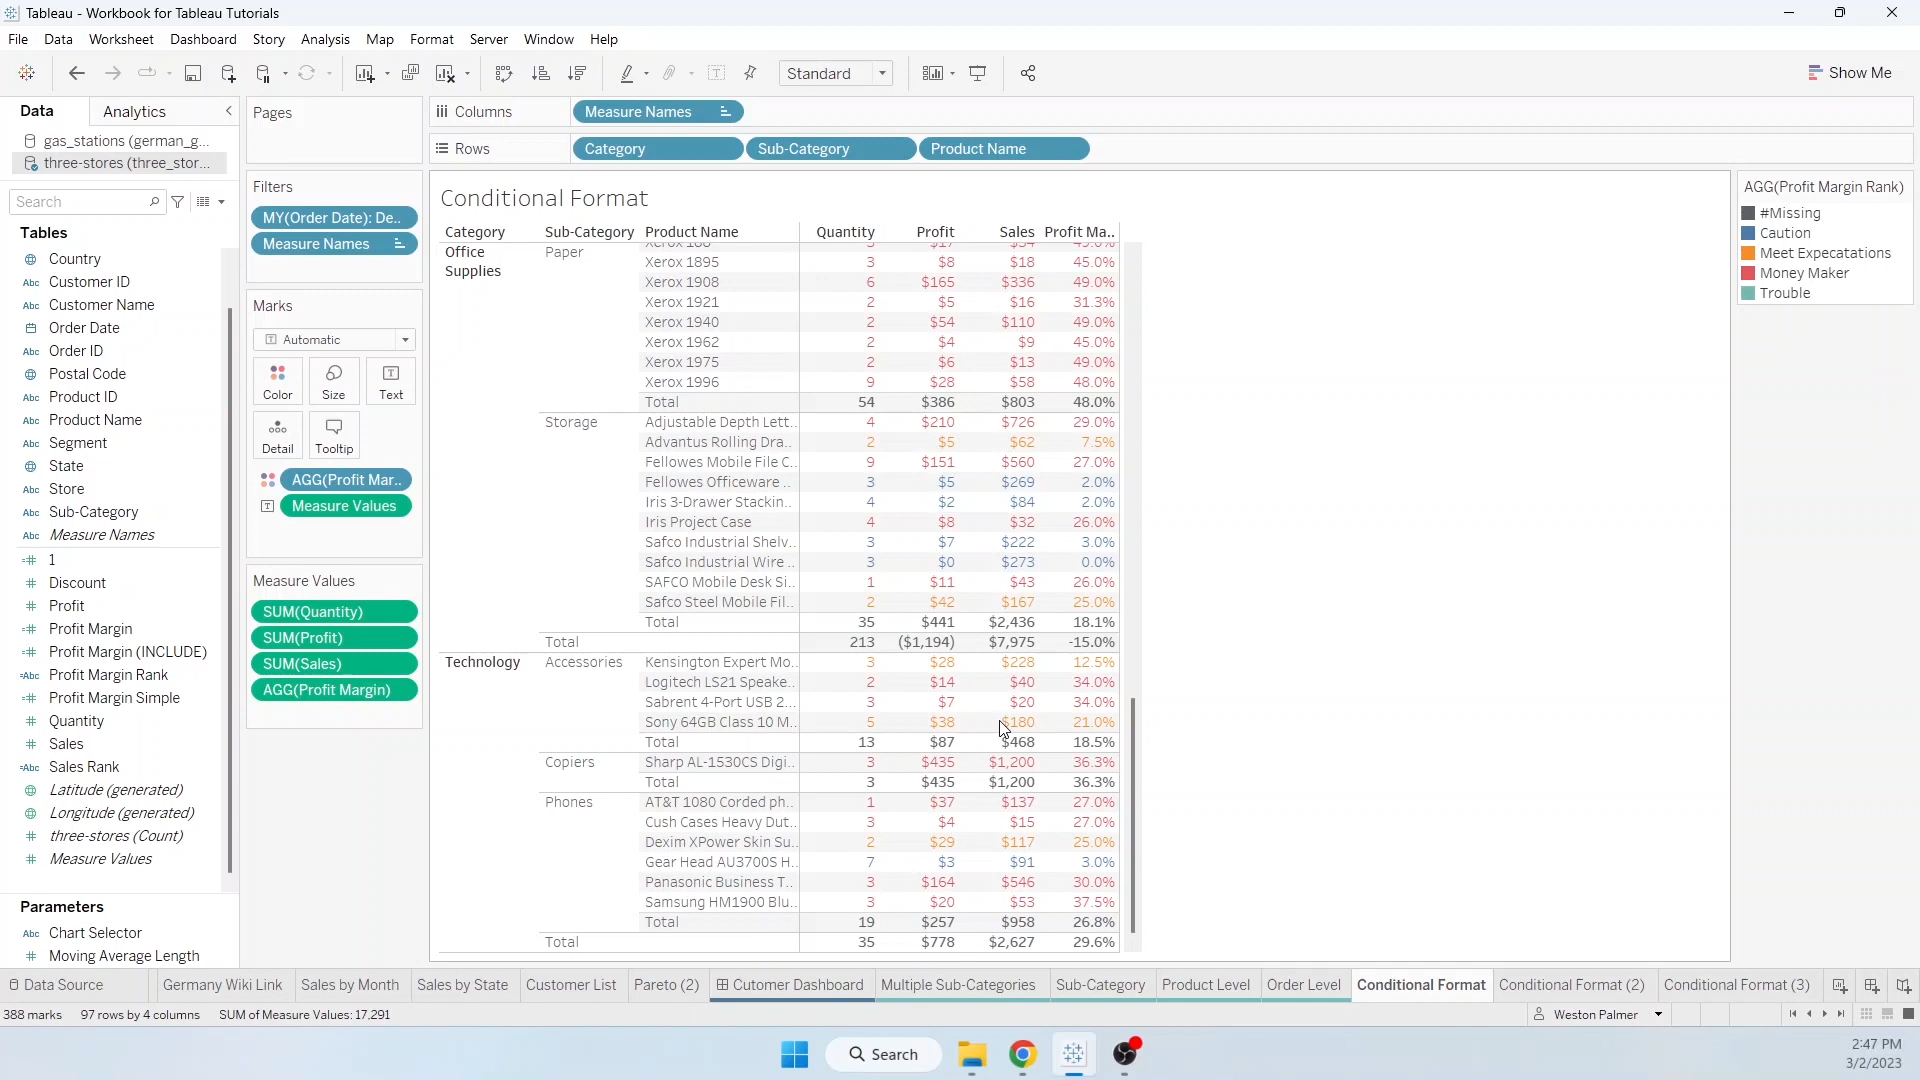 Tableau - Workbook for Tableau Tutorials
File Data Worksheet Dashboard Story Analysis Map Format Server Window Help
Standard Show Me
Data Analytics
gas_stations (german_g...
three-stores (three_stor...
Search
Tables
Country
Customer ID
Customer Name
Order Date
Order ID
Postal Code
Product ID
Product Name
Segment
State
Store
Sub-Category
Measure Names
1
Discount
Profit
Profit Margin
Profit Margin (INCLUDE)
Profit Margin Rank
Profit Margin Simple
Quantity
Sales
Sales Rank
Latitude (generated)
Longitude (generated)
three-stores (Count)
Measure Values
Parameters
Chart Selector
Moving Average Length
Pages
Filters
MY(Order Date): De..
Measure Names
Marks
Automatic
Color Size Text
Detail Tooltip
AGG(Profit Mar..
Measure Values
Measure Values
SUM(Quantity)
SUM(Profit)
SUM(Sales)
AGG(Profit Margin)
Columns Measure Names
Rows Category Sub-Category Product Name
Conditional Format
Category Sub-Category Product Name Quantity Profit Sales Profit Ma..
Office Supplies Paper
Xerox 1895 3 $8 $18 45.0%
Xerox 1908 6 $165 $336 49.0%
Xerox 1921 2 $5 $16 31.3%
Xerox 1940 2 $54 $110 49.0%
Xerox 1962 2 $4 $9 45.0%
Xerox 1975 2 $6 $13 49.0%
Xerox 1996 9 $28 $58 48.0%
Total 54 $386 $803 48.0%
Storage Adjustable Depth Lett.. 4 $210 $726 29.0%
Advantus Rolling Dra.. 2 $5 $62 7.5%
Fellowes Mobile File C.. 9 $151 $560 27.0%
Fellowes Officeware .. 3 $5 $269 2.0%
Iris 3-Drawer Stackin.. 4 $2 $84 2.0%
Iris Project Case 4 $8 $32 26.0%
Safco Industrial Shelv.. 3 $7 $222 3.0%
Safco Industrial Wire .. 3 $0 $273 0.0%
SAFCO Mobile Desk Si.. 1 $11 $43 26.0%
Safco Steel Mobile Fil.. 2 $42 $167 25.0%
Total 35 $441 $2,436 18.1%
Total 213 ($1,194) $7,975 -15.0%
Technology Accessories Kensington Expert Mo.. 3 $28 $228 12.5%
Logitech LS21 Speake.. 2 $14 $40 34.0%
Sabrent 4-Port USB 2... 3 $7 $20 34.0%
Sony 64GB Class 10 M.. 5 $38 $180 21.0%
Total 13 $87 $468 18.5%
Copiers Sharp AL-1530CS Digi.. 3 $435 $1,200 36.3%
Total 3 $435 $1,200 36.3%
Phones AT&T 1080 Corded ph.. 1 $37 $137 27.0%
Cush Cases Heavy Dut.. 3 $4 $15 27.0%
Dexim XPower Skin Su.. 2 $29 $117 25.0%
Gear Head AU3700S H.. 7 $3 $91 3.0%
Panasonic Business T.. 3 $164 $546 30.0%
Samsung HM1900 Blu.. 3 $20 $53 37.5%
Total 19 $257 $958 26.8%
Total 35 $778 $2,627 29.6%
AGG(Profit Margin Rank)
#Missing
Caution
Meet Expecatations
Money Maker
Trouble
Data Source Germany Wiki Link Sales by Month Sales by State Customer List Pareto (2) Cutomer Dashboard Multiple Sub-Categories Sub-Category Product Level Order Level Conditional Format Conditional Format (2) Conditional Format (3)
388 marks 97 rows by 4 columns SUM of Measure Values: 17,291 Weston Palmer
Search
2:47 PM
3/2/2023